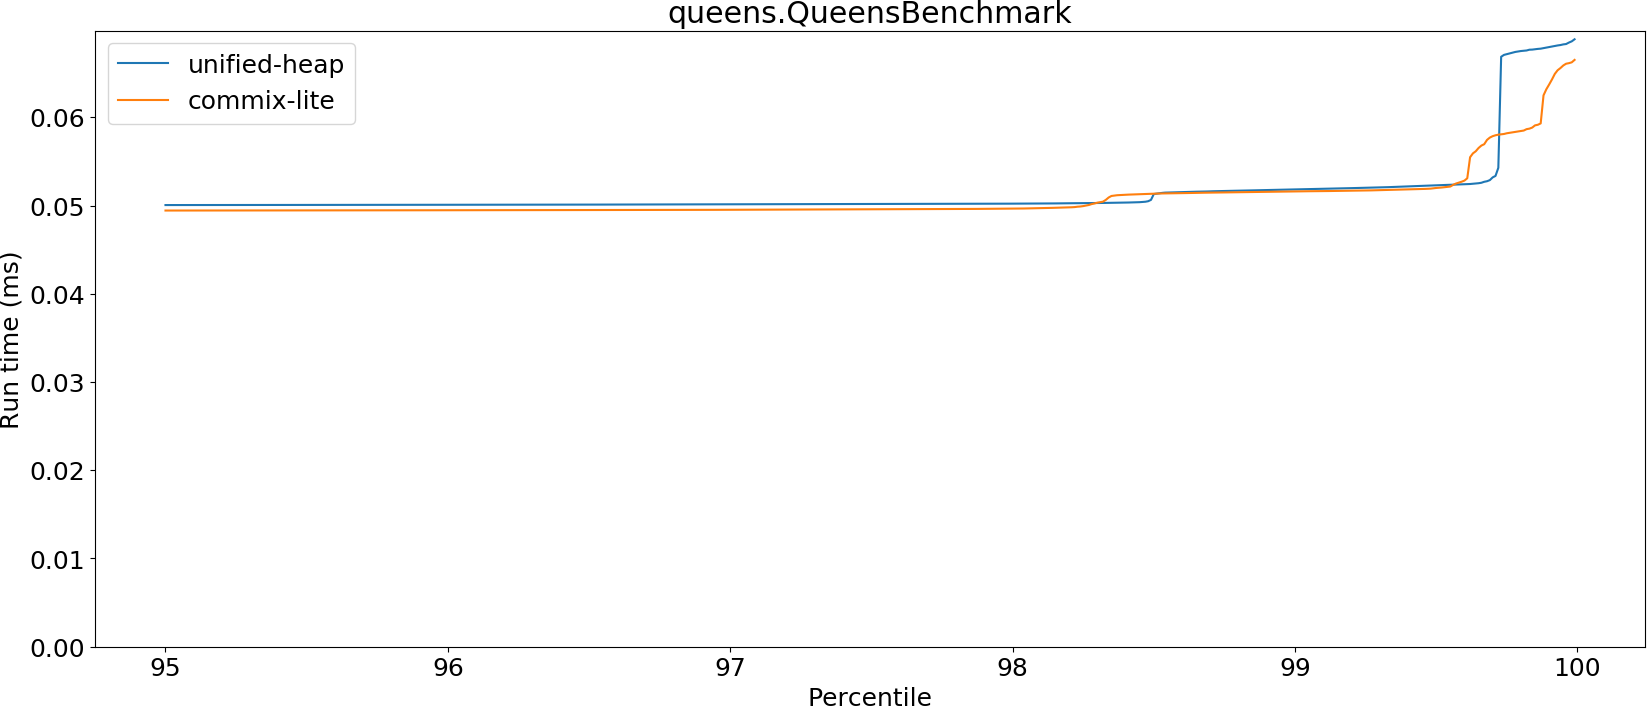 queens.QueensBenchmark
unified-heap
commix-lite
Run time (ms)
0.06
0.05
0.04
0.03
0.02
0.01
0.00
95 96 97 98 99 100
Percentile